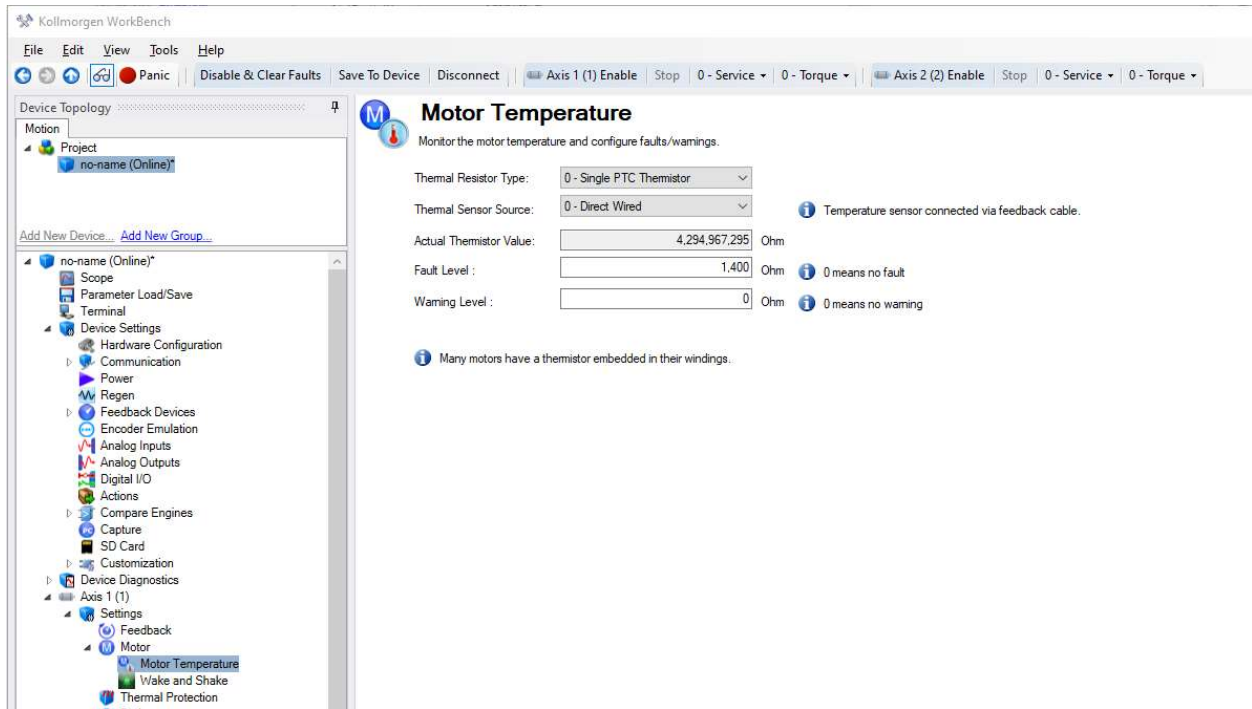 Kollmorgen WorkBench
File Edit View Tools Help
Panic Disable & Clear Faults Save To Device Disconnect Axis 1 (1) Enable Stop 0 - Service 0 - Torque Axis 2 (2) Enable Stop 0 - Service 0 - Torque
Device Topology
Motion
Project
no-name (Online)*
Add New Device... Add New Group...
no-name (Online)*
Scope
Parameter Load/Save
Terminal
Device Settings
Hardware Configuration
Communication
Power
Regen
Feedback Devices
Encoder Emulation
Analog Inputs
Analog Outputs
Digital I/O
Actions
Compare Engines
Capture
SD Card
Customization
Device Diagnostics
Axis 1 (1)
Settings
Feedback
Motor
Motor Temperature
Wake and Shake
Thermal Protection
Motor Temperature
Monitor the motor temperature and configure faults/warnings.
Thermal Resistor Type: 0 - Single PTC Thermistor
Thermal Sensor Source: 0 - Direct Wired Temperature sensor connected via feedback cable.
Actual Thermistor Value: 4,294,967,295 Ohm
Fault Level : 1,400 Ohm 0 means no fault
Warning Level : 0 Ohm 0 means no warning
Many motors have a thermistor embedded in their windings.